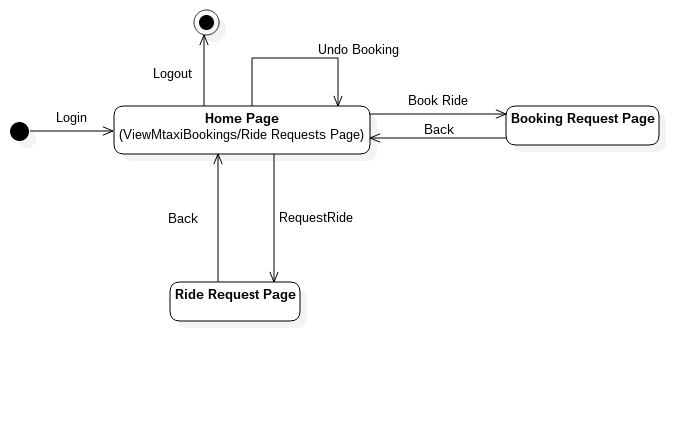 Undo Booking
Logout
Book Ride
Login
Home Page
(ViewMtaxiBookings/Ride Requests Page)
Booking Request Page
Back
Back
RequestRide
Ride Request Page